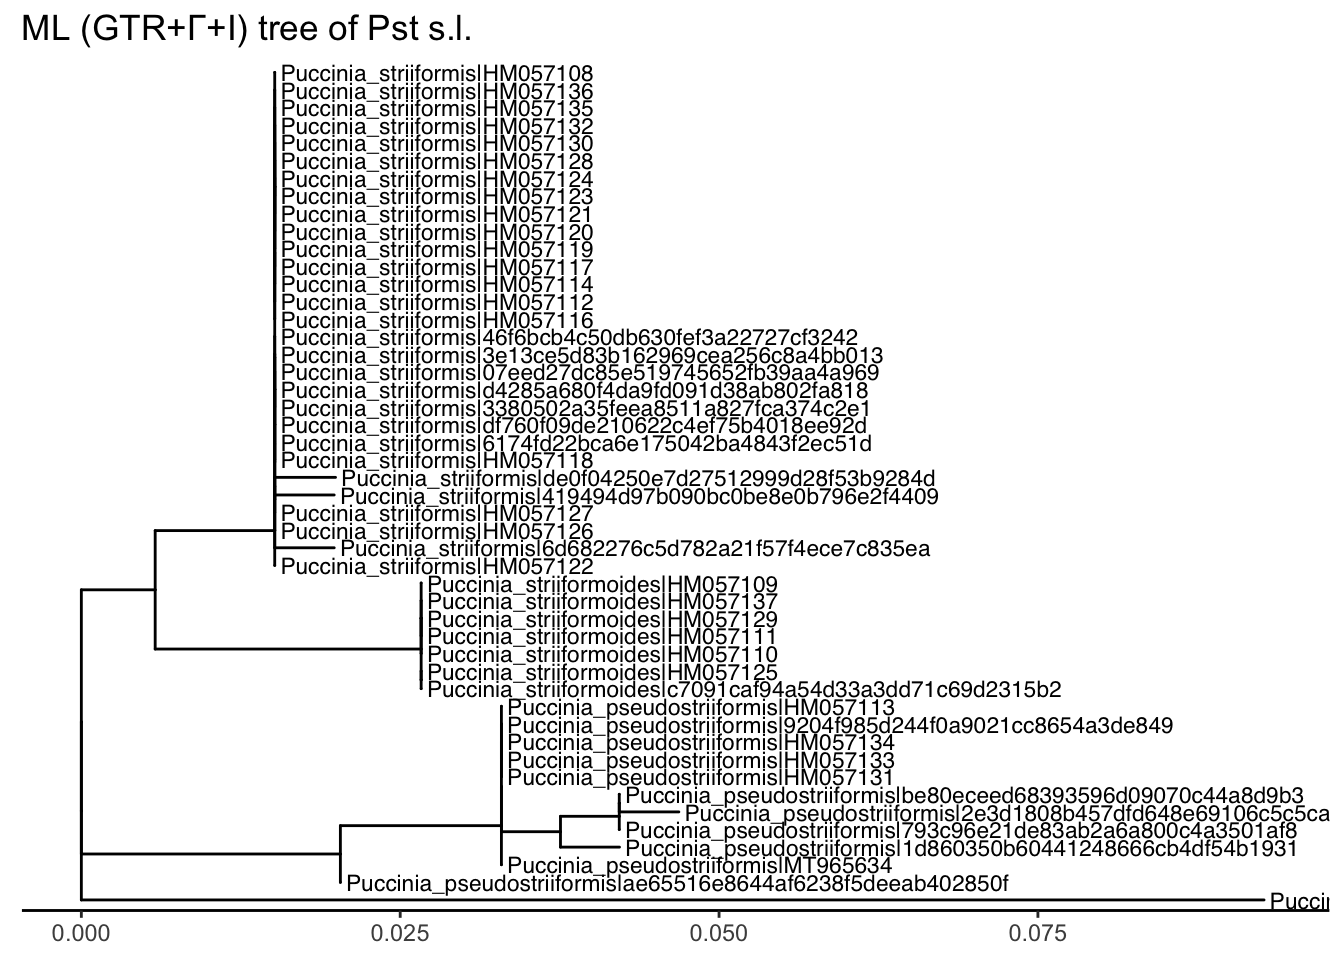 ML (GTR+Γ+I) tree of Pst s.l.
Puccinia_striiformis|HM057108
Puccinia_striiformis|HM057136
Puccinia_striiformis|HM057135
Puccinia_striiformis|HM057132
Puccinia_striiformis|HM057130
Puccinia_striiformis|HM057128
Puccinia_striiformis|HM057124
Puccinia_striiformis|HM057123
Puccinia_striiformis|HM057121
Puccinia_striiformis|HM057120
Puccinia_striiformis|HM057119
Puccinia_striiformis|HM057117
Puccinia_striiformis|HM057114
Puccinia_striiformis|HM057112
Puccinia_striiformis|HM057116
Puccinia_striiformis|46f6bcb4c50db630fef3a22727cf3242
Puccinia_striiformis|3e13ce5d83b162969cea256c8a4bb013
Puccinia_striiformis|07eed27dc85e519745652fb39aa4a969
Puccinia_striiformis|d4285a680f4da9fd091d38ab802fa818
Puccinia_striiformis|3380502a35feea8511a827fca374c2e1
Puccinia_striiformis|df760f09de210622c4ef75b4018ee92d
Puccinia_striiformis|6174fd22bca6e175042ba4843f2ec51d
Puccinia_striiformis|HM057118
Puccinia_striiformis|de0f04250e7d27512999d28f53b9284d
Puccinia_striiformis|419494d97b090bc0be8e0b796e2f4409
Puccinia_striiformis|HM057127
Puccinia_striiformis|HM057126
Puccinia_striiformis|6d682276c5d782a21f57f4ece7c835ea
Puccinia_striiformis|HM057122
Puccinia_striiformoides|HM057109
Puccinia_striiformoides|HM057137
Puccinia_striiformoides|HM057129
Puccinia_striiformoides|HM057111
Puccinia_striiformoides|HM057110
Puccinia_striiformoides|HM057125
Puccinia_striiformoides|c7091caf94a54d33a3dd71c69d2315b2
Puccinia_pseudostriiformis|HM057113
Puccinia_pseudostriiformis|9204f985d244f0a9021cc8654a3de849
Puccinia_pseudostriiformis|HM057134
Puccinia_pseudostriiformis|HM057133
Puccinia_pseudostriiformis|HM057131
Puccinia_pseudostriiformis|be80eceed68393596d09070c44a8d9b3
Puccinia_pseudostriiformis|2e3d1808b457dfd648e69106c5c5ca
Puccinia_pseudostriiformis|793c96e21de83ab2a6a800c4a3501af8
Puccinia_pseudostriiformis|1d860350b60441248666cb4df54b1931
Puccinia_pseudostriiformis|MT965634
Puccinia_pseudostriiformis|ae65516e8644af6238f5deeab402850f
Puccin
0.000 0.025 0.050 0.075